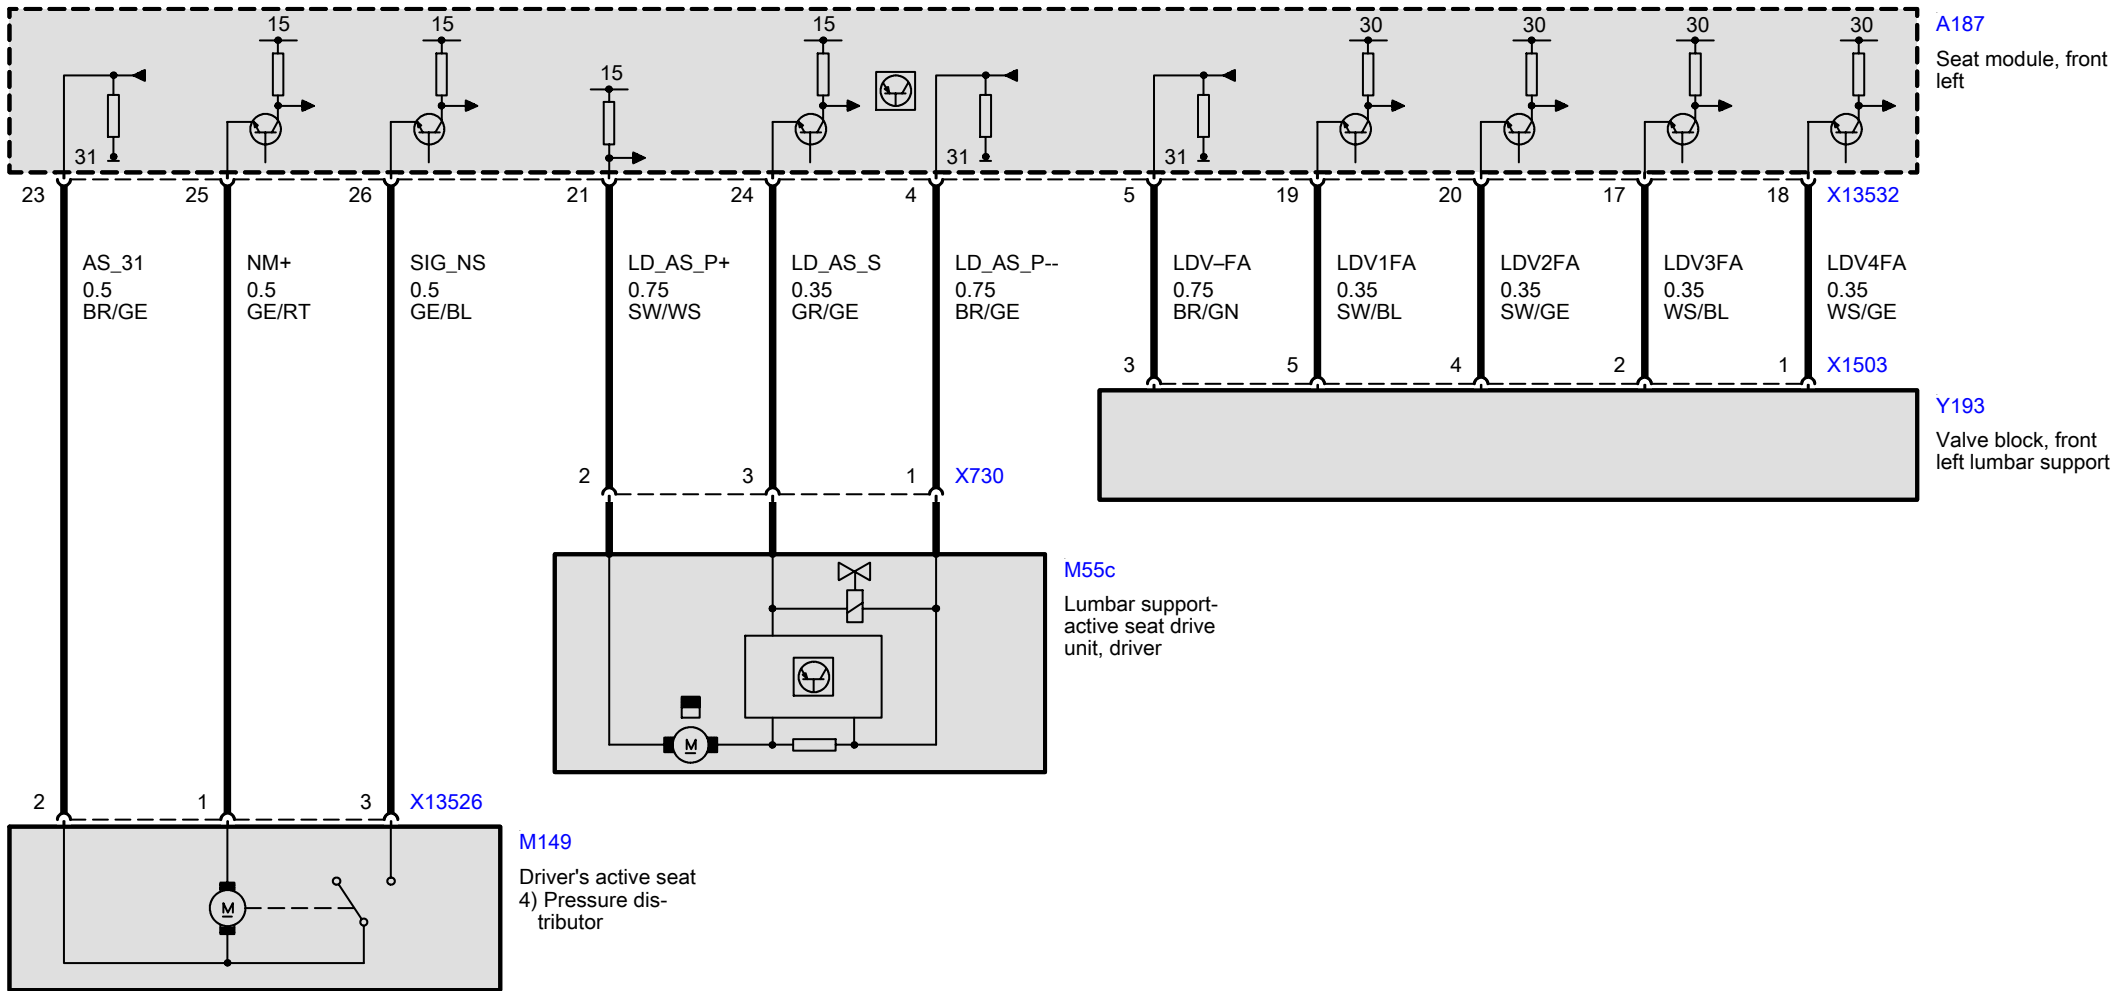 15 15 15 30 30 30 30
15
31 31 31
A187
Seat module, front
left
23 25 26 21 24 4 5 19 20 17 18 X13532
AS_31 NM+ SIG_NS LD_AS_P+ LD_AS_S LD_AS_P-- LDV–FA LDV1FA LDV2FA LDV3FA LDV4FA
0.5 0.5 0.5 0.75 0.35 0.75 0.75 0.35 0.35 0.35 0.35
BR/GE GE/RT GE/BL SW/WS GR/GE BR/GE BR/GN SW/BL SW/GE WS/BL WS/GE
3 5 4 2 1 X1503
Y193
Valve block, front
left lumbar support
2 3 1 X730
M55c
Lumbar support-
active seat drive
unit, driver
M
2 1 3 X13526
M149
Driver's active seat
4) Pressure dis-
tributor
M